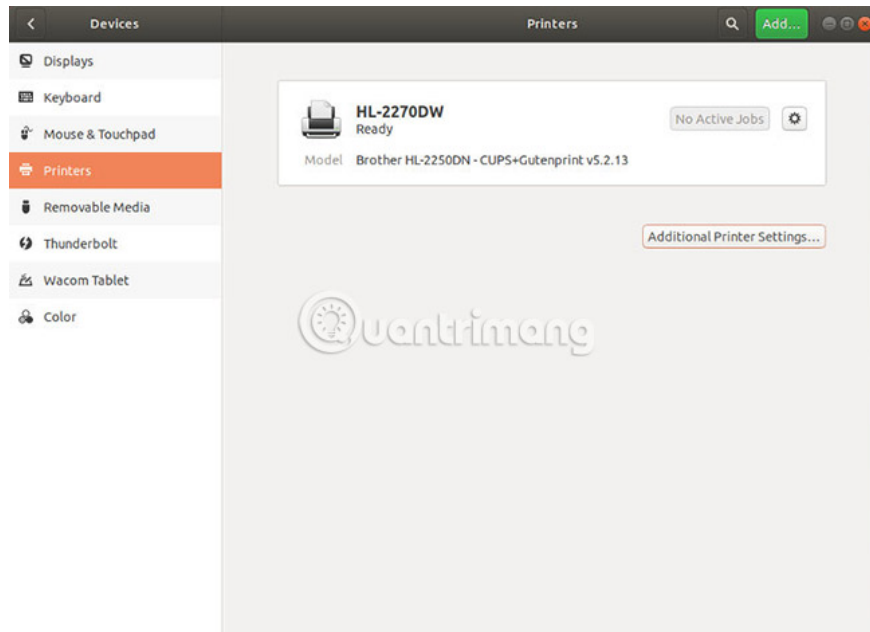 Devices
Printers
Add...
Displays
Keyboard
Mouse & Touchpad
Printers
Removable Media
Thunderbolt
Wacom Tablet
Color
HL-2270DW
Ready
No Active Jobs
Model Brother HL-2250DN - CUPS+Gutenprint v5.2.13
Additional Printer Settings...
Quantrimang